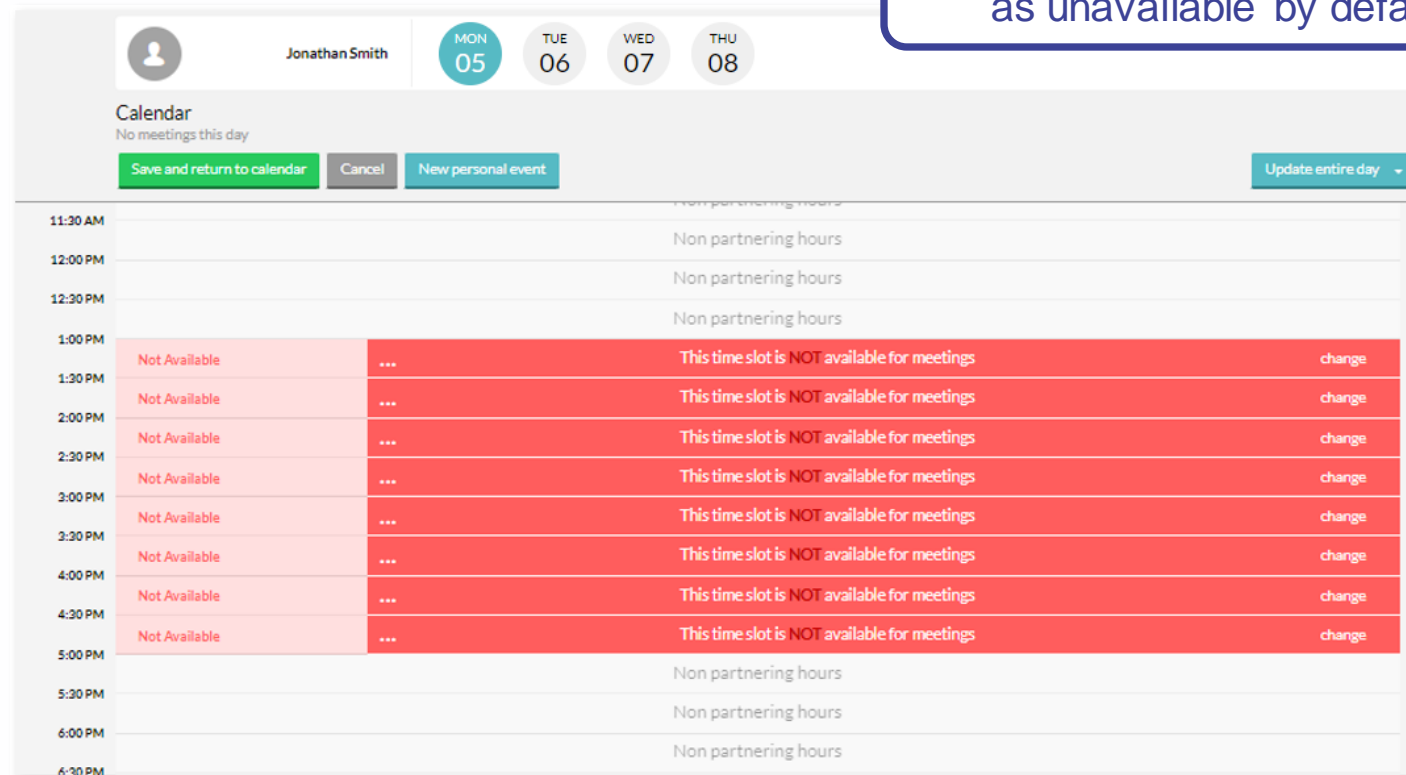 as unavailable by defa
Jonathan Smith
MON TUE WED THU
05 06 07 08
Calendar
No meetings this day
Save and return to calendar Cancel New personal event Update entire day
Non partnering hours
11:30 AM
Non partnering hours
12:00 PM
Non partnering hours
12:30 PM
Non partnering hours
1:00 PM
Not Available ... This time slot is NOT available for meetings change
1:30 PM
Not Available ... This time slot is NOT available for meetings change
2:00 PM
Not Available ... This time slot is NOT available for meetings change
2:30 PM
Not Available ... This time slot is NOT available for meetings change
3:00 PM
Not Available ... This time slot is NOT available for meetings change
3:30 PM
Not Available ... This time slot is NOT available for meetings change
4:00 PM
Not Available ... This time slot is NOT available for meetings change
4:30 PM
Not Available ... This time slot is NOT available for meetings change
5:00 PM
Non partnering hours
5:30 PM
Non partnering hours
6:00 PM
Non partnering hours
6:30 PM